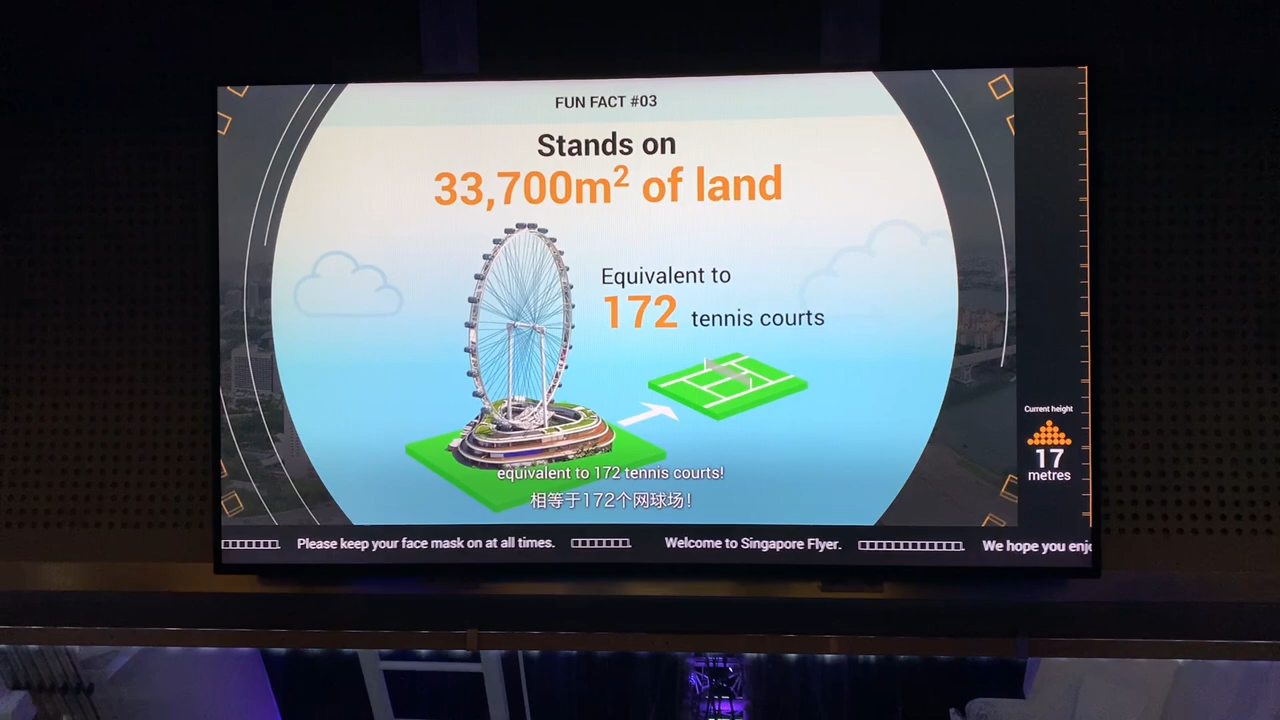 FUN FACT #03
Stands on
33,700m² of land
Equivalent to
172 tennis courts
equivalent to 172 tennis courts!
相等于172个网球场！
Current height
17
metres
Please keep your face mask on at all times. Welcome to Singapore Flyer. We hope you enj